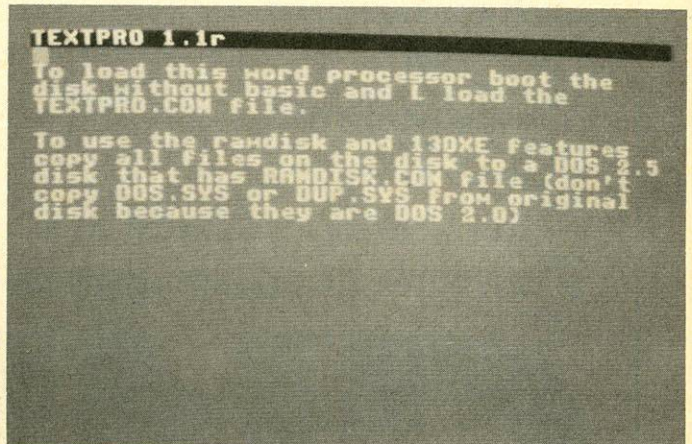 TEXTPRO 1.1r
To load this word processor boot the
disk without basic and L load the
TEXTPRO.COM file.
To use the ramdisk and 130XE features
copy all files on the disk to a DOS 2.5
disk that has RAMDISK.COM file (don't
copy DOS.SYS or DUP.SYS from original
disk because they are DOS 2.0)